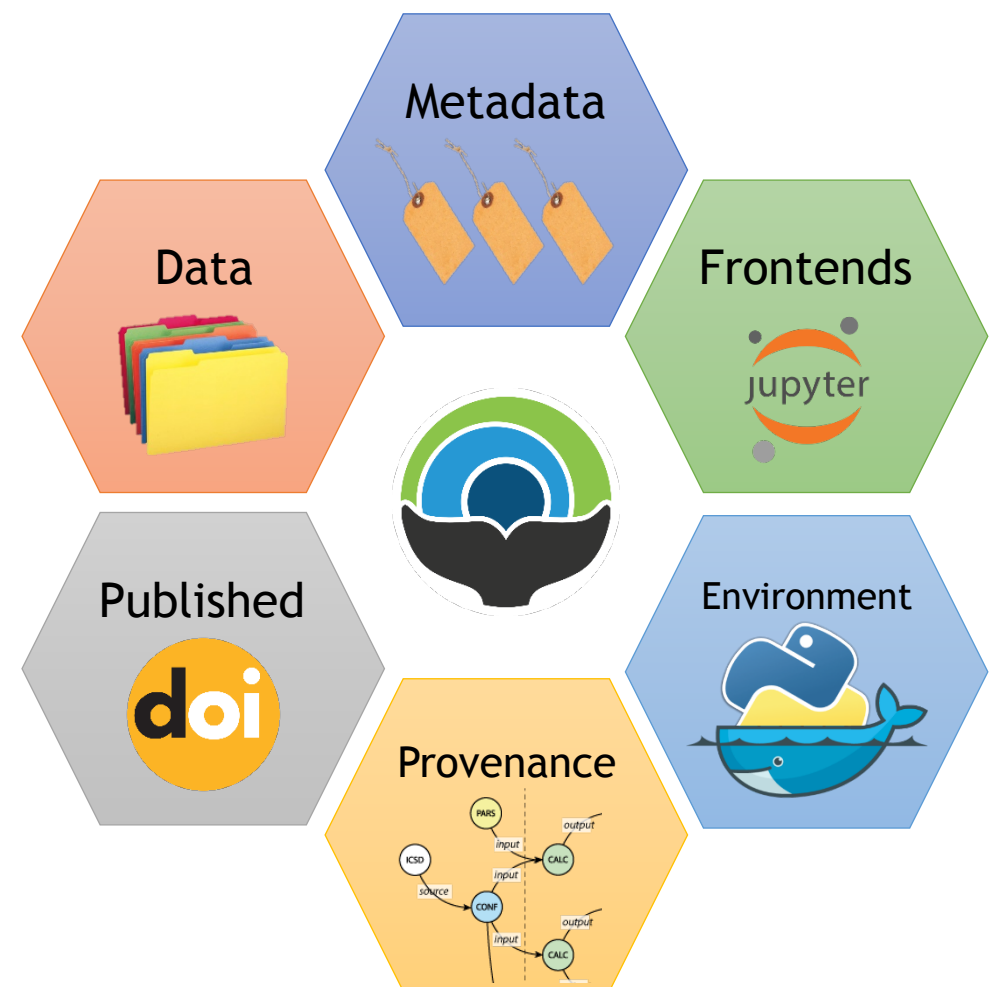 Metadata
Data
Frontends
jupyter
Published
doi
Environment
Provenance
PARS
output
input
ICSD
CALC
input
source
CONF
output
input
CALC